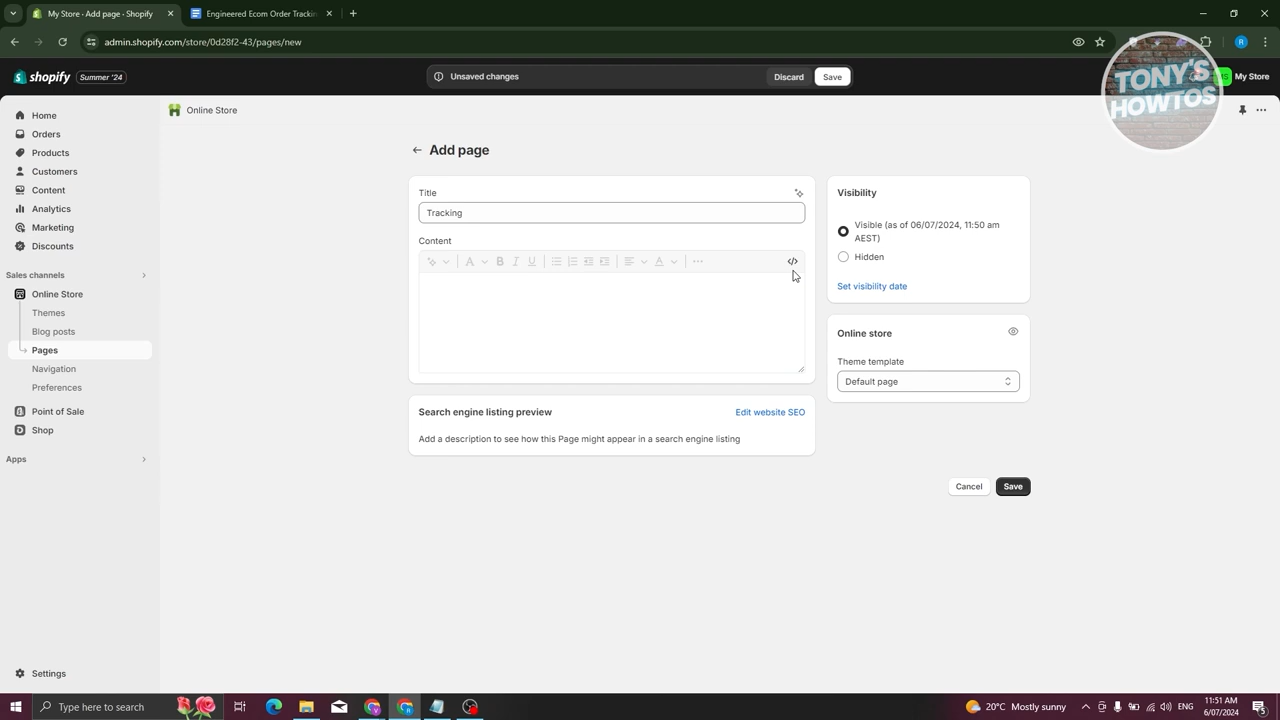 My Store · App · Shopify
Engineered Ecom Order Trackin
admin.shopify.com/store/0d28f2-43/pages/new
R
shopify
Summer '24
Unsaved changes
Discard
Save
My Store
TONY'S
HOWTOS
Home
Orders
Products
Customers
Content
Analytics
Marketing
Discounts
Sales channels
Online Store
Themes
Blog posts
Pages
Navigation
Preferences
Point of Sale
Shop
Apps
Settings
Online Store
Add page
Title
Tracking
Content
Search engine listing preview
Edit website SEO
Add a description to see how this Page might appear in a search engine listing
Visibility
Visible (as of 06/07/2024, 11:50 am
AEST)
Hidden
Set visibility date
Online store
Theme template
Default page
Cancel
Save
Type here to search
20°C Mostly sunny
11:51 AM
6/07/2024